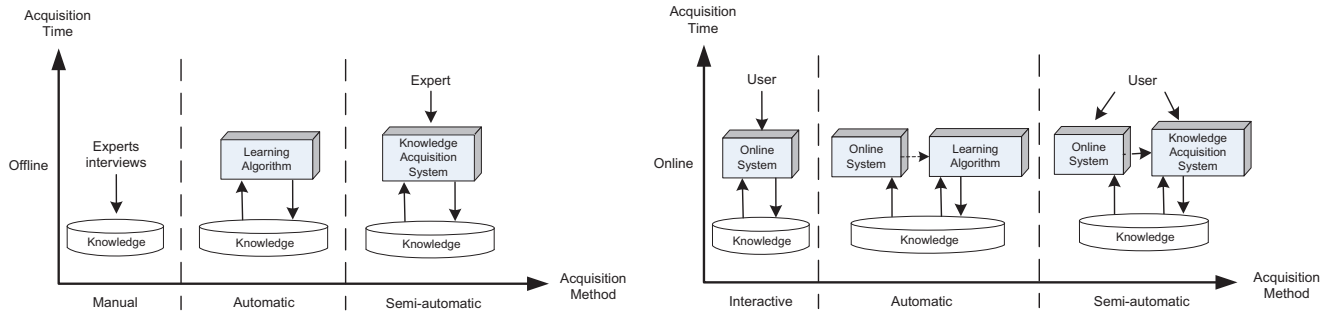 Acquisition
Time
Expert
Experts
interviews
Learning
Algorithm
Knowledge
Acquisition
System
Offline
Knowledge
Knowledge
Knowledge
Acquisition
Method
Manual
Automatic
Semi-automatic
Acquisition
Time
User
User
Online
System
Online
System
Learning
Algorithm
Online
System
Knowledge
Acquisition
System
Online
Knowledge
Knowledge
Knowledge
Acquisition
Method
Interactive
Automatic
Semi-automatic